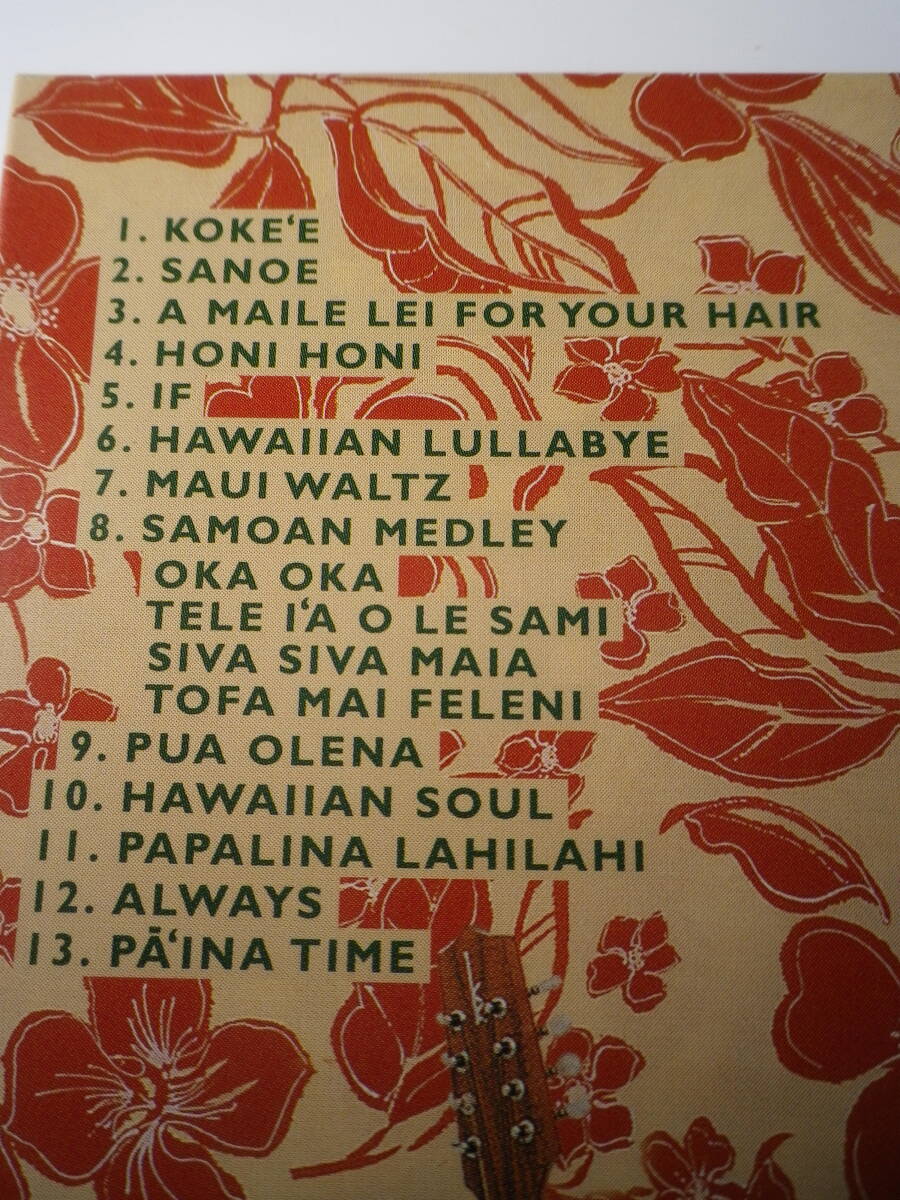 1. KOKE‘E
2. SANOE
3. A MAILE LEI FOR YOUR HAIR
4. HONI HONI
5. IF
6. HAWAIIAN LULLABYE
7. MAUI WALTZ
8. SAMOAN MEDLEY
OKA OKA
TELE I‘A O LE SAMI
SIVA SIVA MAIA
TOFA MAI FELENI
9. PUA OLENA
10. HAWAIIAN SOUL
11. PAPALINA LAHILAHI
12. ALWAYS
13. PĀ‘INA TIME